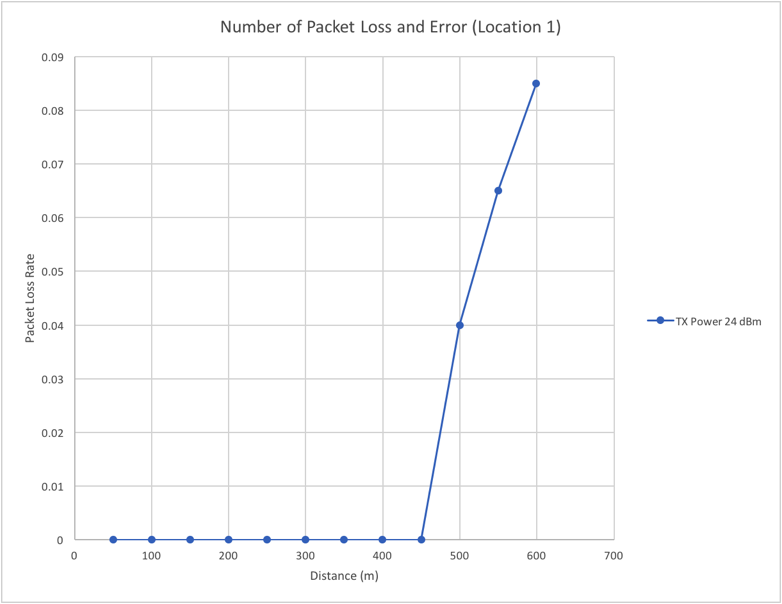 Number of Packet Loss and Error (Location 1)
0.09
0.08
0.07
0.06
0.05
0.04
0.03
0.02
0.01
0
Packet Loss Rate
0 100 200 300 400 500 600 700
Distance (m)
TX Power 24 dBm